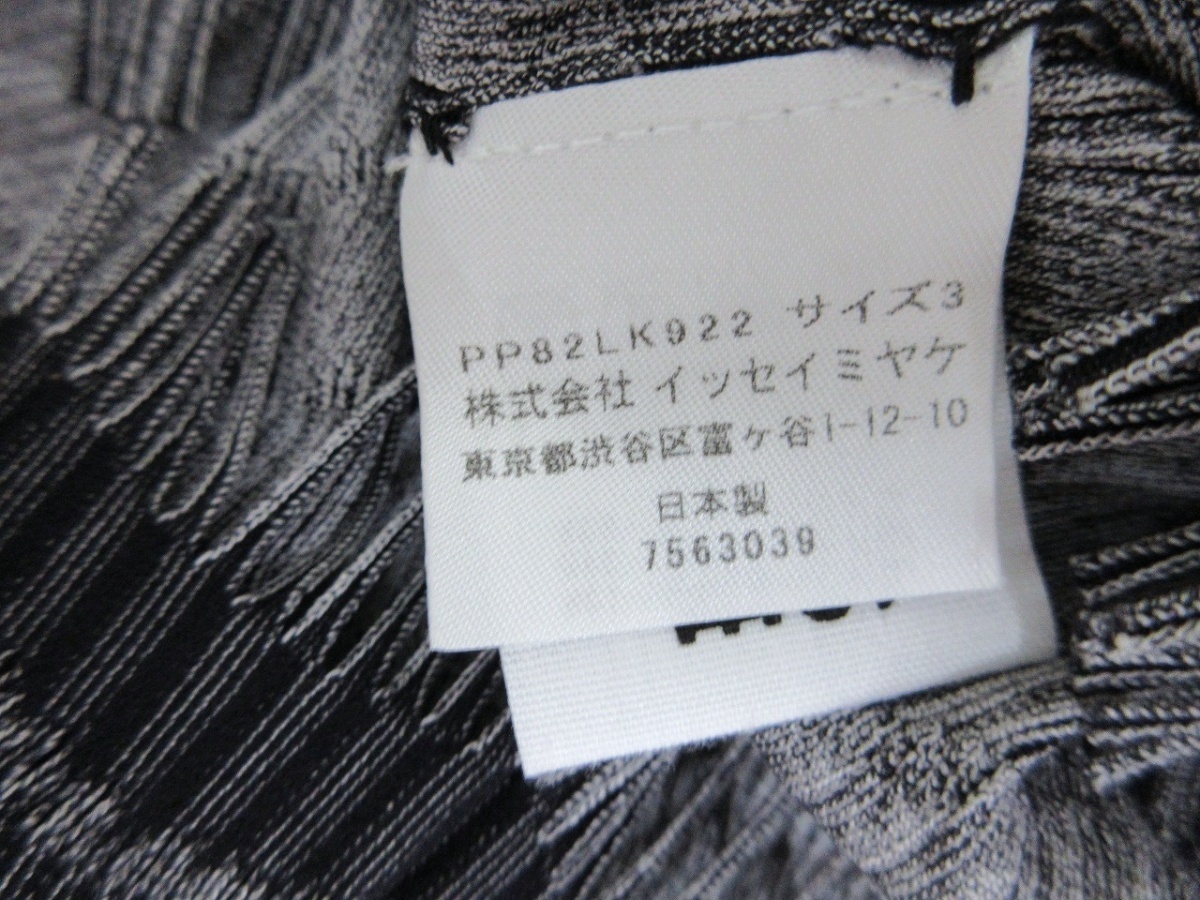 PP82LK922 サイズ3
株式会社 イッセイミヤケ
東京都渋谷区富ヶ谷1-12-10
日本製
7563039